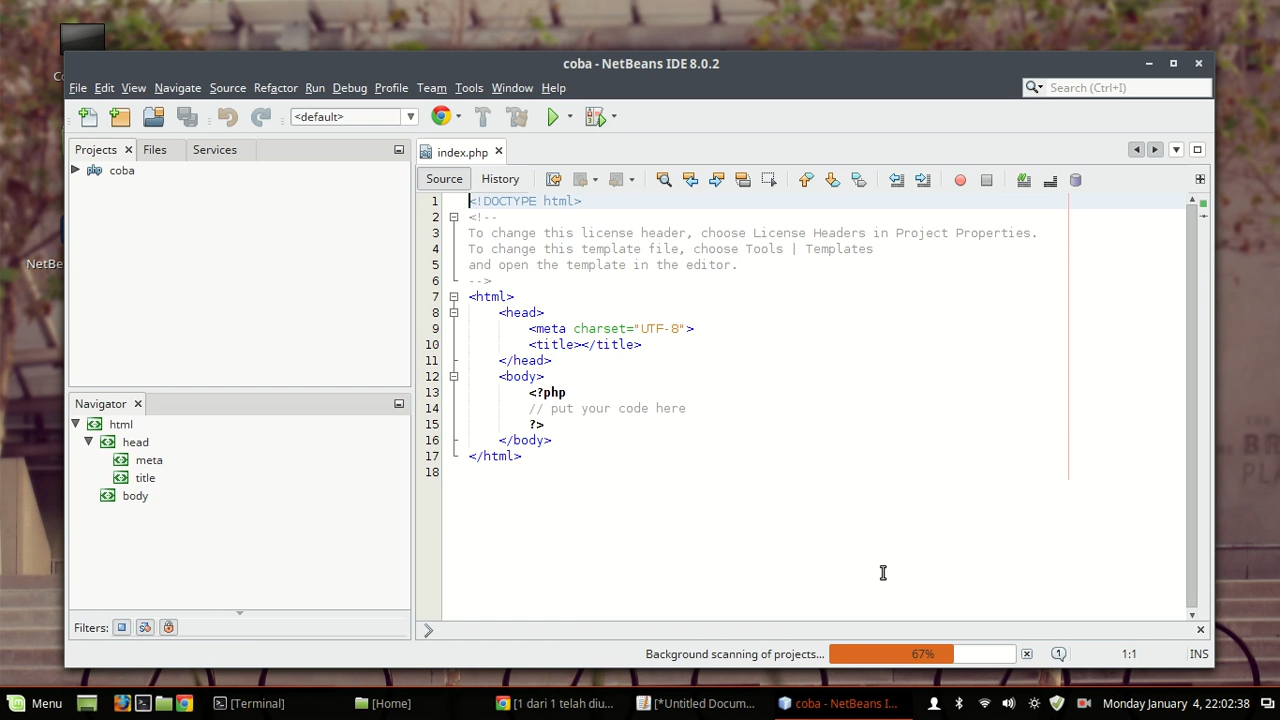 coba - NetBeans IDE 8.0.2
File Edit View Navigate Source Refactor Run Debug Profile Team Tools Window Help
Search (Ctrl+I)
<default>
Projects Files Services
coba
index.php
Source History
1 <!DOCTYPE html>
2 <!--
3 To change this license header, choose License Headers in Project Properties.
4 To change this template file, choose Tools | Templates
5 and open the template in the editor.
6 -->
7 <html>
8 <head>
9 <meta charset="UTF-8">
10 <title></title>
11 </head>
12 <body>
13 <?php
14 // put your code here
15 ?>
16 </body>
17 </html>
18
Navigator
html
head
meta
title
body
Filters:
Background scanning of projects... 67% 1 1:1 INS
Menu [Terminal] [Home] [1 dari 1 telah diu... [*Untitled Docum... coba - NetBeans I... Monday January 4, 22:02:38